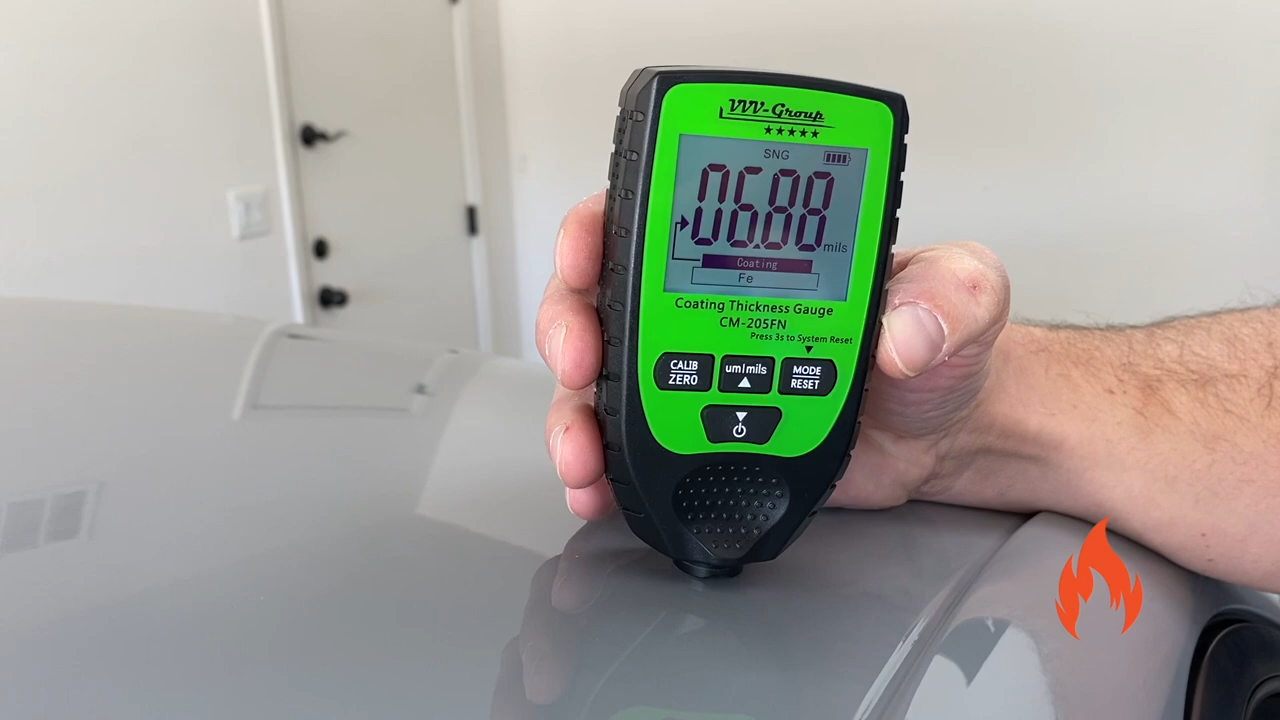 VVV-Group
★★★★★
SNG
06.88 mils
Coating
Fe
Coating Thickness Gauge
CM-205FN
Press 3s to System Reset
▼
CALIB
ZERO
um|mils
▲
MODE
RESET
▼